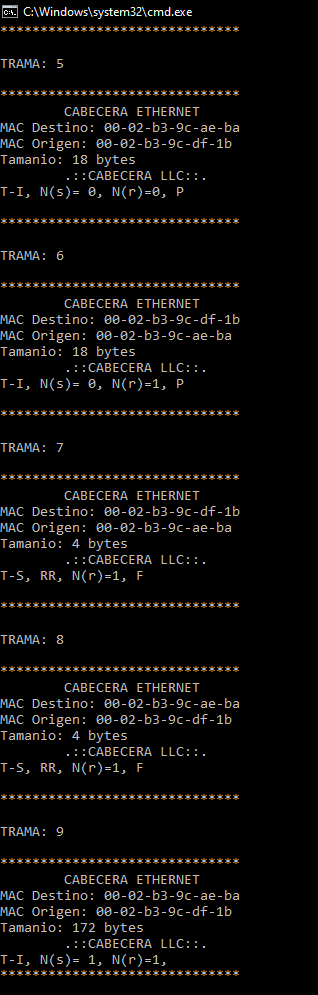 C:\Windows\system32\cmd.exe
******************************
TRAMA: 5
******************************
CABECERA ETHERNET
MAC Destino: 00-02-b3-9c-ae-ba
MAC Origen: 00-02-b3-9c-df-1b
Tamanio: 18 bytes
.::CABECERA LLC::.
T-I, N(s)= 0, N(r)=0, P
******************************
TRAMA: 6
******************************
CABECERA ETHERNET
MAC Destino: 00-02-b3-9c-df-1b
MAC Origen: 00-02-b3-9c-ae-ba
Tamanio: 18 bytes
.::CABECERA LLC::.
T-I, N(s)= 0, N(r)=1, P
******************************
TRAMA: 7
******************************
CABECERA ETHERNET
MAC Destino: 00-02-b3-9c-df-1b
MAC Origen: 00-02-b3-9c-ae-ba
Tamanio: 4 bytes
.::CABECERA LLC::.
T-S, RR, N(r)=1, F
******************************
TRAMA: 8
******************************
CABECERA ETHERNET
MAC Destino: 00-02-b3-9c-ae-ba
MAC Origen: 00-02-b3-9c-df-1b
Tamanio: 4 bytes
.::CABECERA LLC::.
T-S, RR, N(r)=1, F
******************************
TRAMA: 9
******************************
CABECERA ETHERNET
MAC Destino: 00-02-b3-9c-ae-ba
MAC Origen: 00-02-b3-9c-df-1b
Tamanio: 172 bytes
.::CABECERA LLC::.
T-I, N(s)= 1, N(r)=1,
******************************